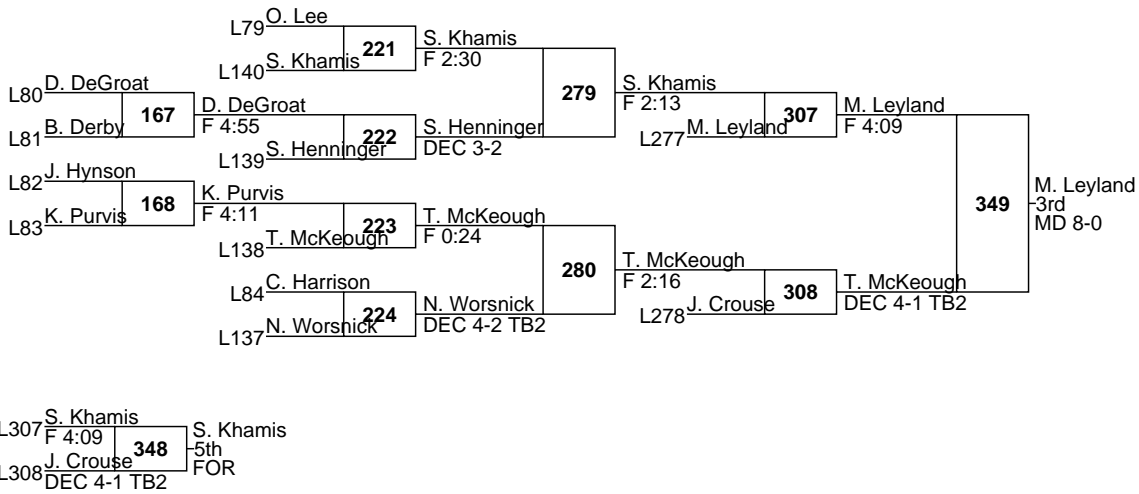 L79 O. Lee
221
S. Khamis
F 2:30
L140 S. Khamis
279
S. Khamis
F 2:13
L80 D. DeGroat
167
D. DeGroat
F 4:55
307
M. Leyland
F 4:09
L81 B. Derby
222
S. Henninger
DEC 3-2
L277 M. Leyland
L139 S. Henninger
L82 J. Hynson
168
K. Purvis
F 4:11
349
M. Leyland
3rd
MD 8-0
L83 K. Purvis
223
T. McKeough
F 0:24
L138 T. McKeough
280
T. McKeough
F 2:16
L84 C. Harrison
308
T. McKeough
DEC 4-1 TB2
224
N. Worsnick
DEC 4-2 TB2
L278 J. Crouse
L137 N. Worsnick
L307 S. Khamis
F 4:09
348
S. Khamis
5th
FOR
L308 J. Crouse
DEC 4-1 TB2